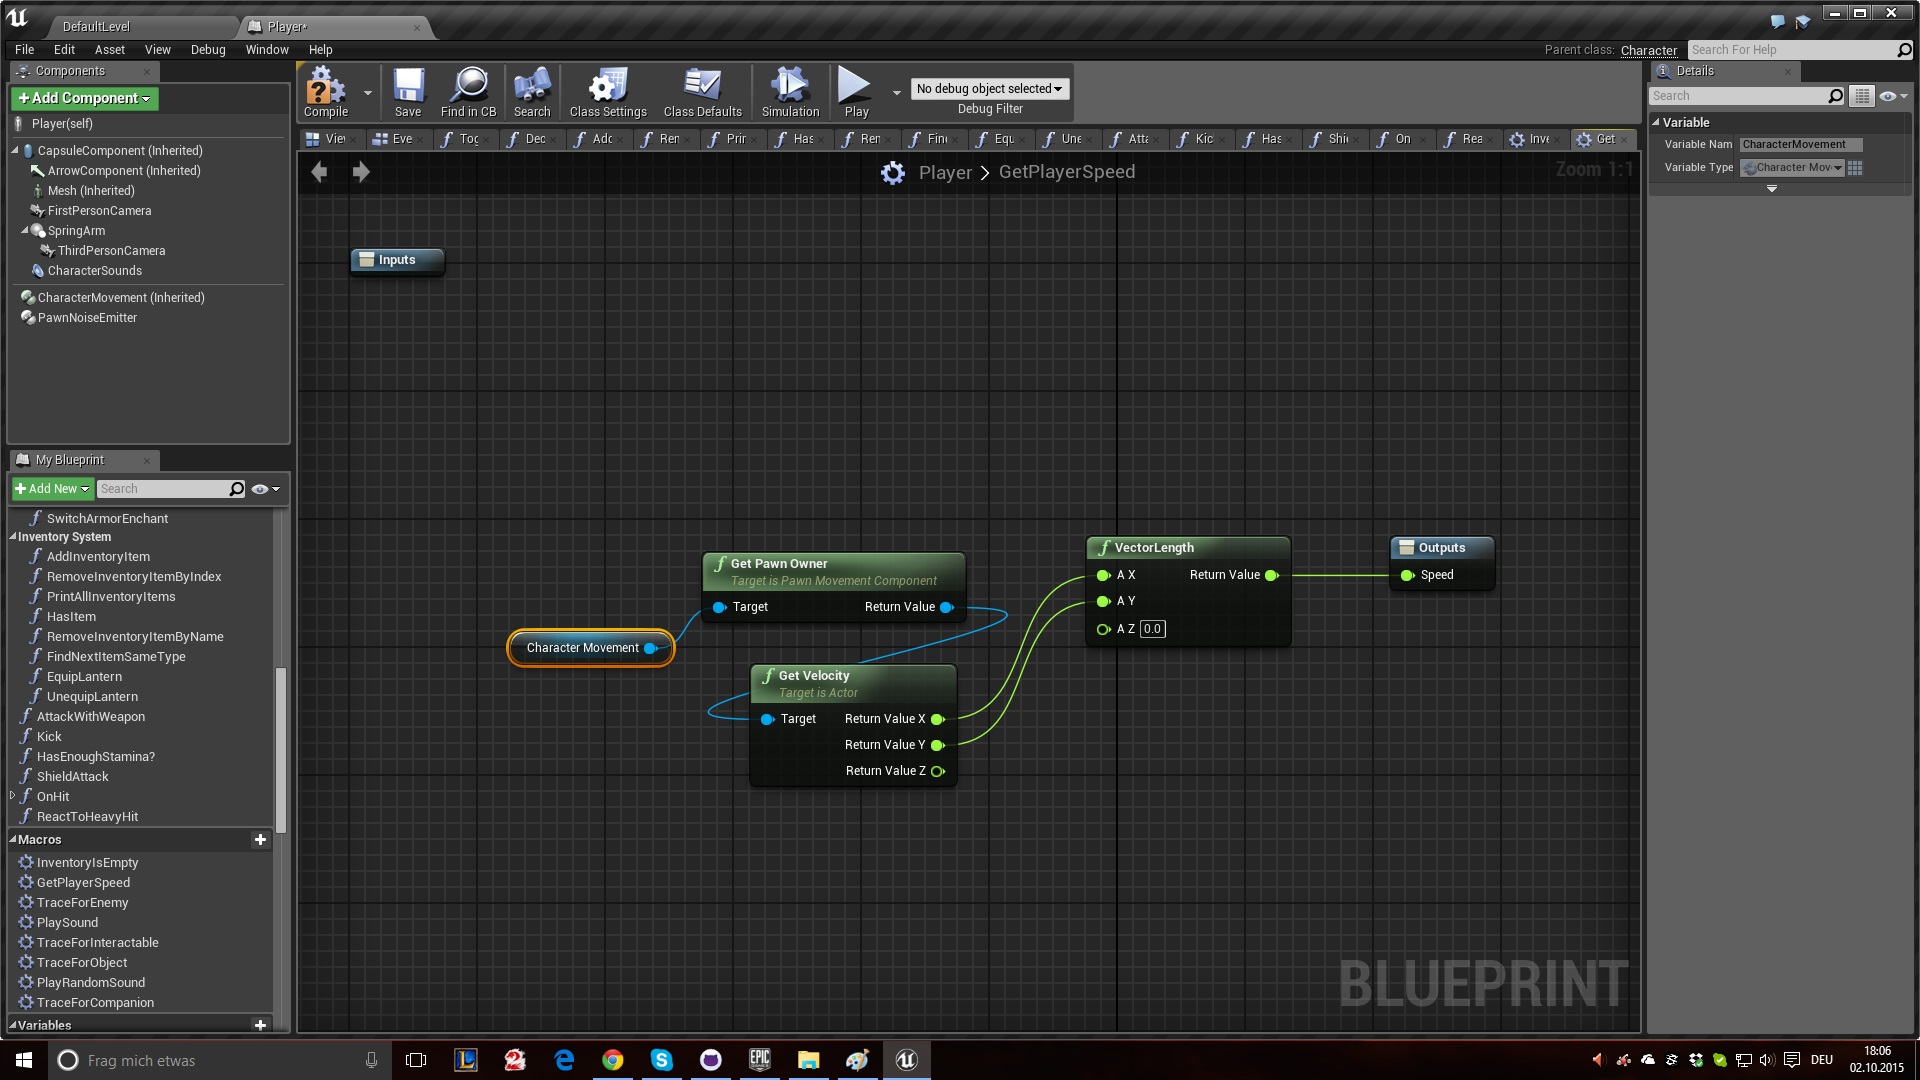 DefaultLevel
Player*
File Edit Asset View Debug Window Help
Parent class: Character
Search For Help
Components
+Add Component
Player(self)
CapsuleComponent (Inherited)
ArrowComponent (Inherited)
Mesh (Inherited)
FirstPersonCamera
SpringArm
ThirdPersonCamera
CharacterSounds
CharacterMovement (Inherited)
PawnNoiseEmitter
My Blueprint
+Add New
Search
SwitchArmorEnchant
Inventory System
AddInventoryItem
RemoveInventoryItemByIndex
PrintAllInventoryItems
HasItem
RemoveInventoryItemByName
FindNextItemSameType
EquipLantern
UnequipLantern
AttackWithWeapon
Kick
HasEnoughStamina?
ShieldAttack
OnHit
ReactToHeavyHit
Macros
InventoryIsEmpty
GetPlayerSpeed
TraceForEnemy
PlaySound
TraceForInteractable
TraceForObject
PlayRandomSound
TraceForCompanion
Variables
Compile
Save
Find in CB
Search
Class Settings
Class Defaults
Simulation
Play
No debug object selected
Debug Filter
Vie Eve Tog Dec Add Ren Prin Has Ren Find Equ Une Atta Kic Has Shi On Rea Inve Get
Player > GetPlayerSpeed
Zoom 1:1
Inputs
Character Movement
Get Pawn Owner
Target is Pawn Movement Component
Target Return Value
Get Velocity
Target is Actor
Target Return Value X
Return Value Y
Return Value Z
VectorLength
A X Return Value
A Y
A Z 0.0
Outputs
Speed
BLUEPRINT
Details
Search
Variable
Variable Nam CharacterMovement
Variable Type Character Mov
Frag mich etwas
EPIC GAMES
DEU
18:06
02.10.2015